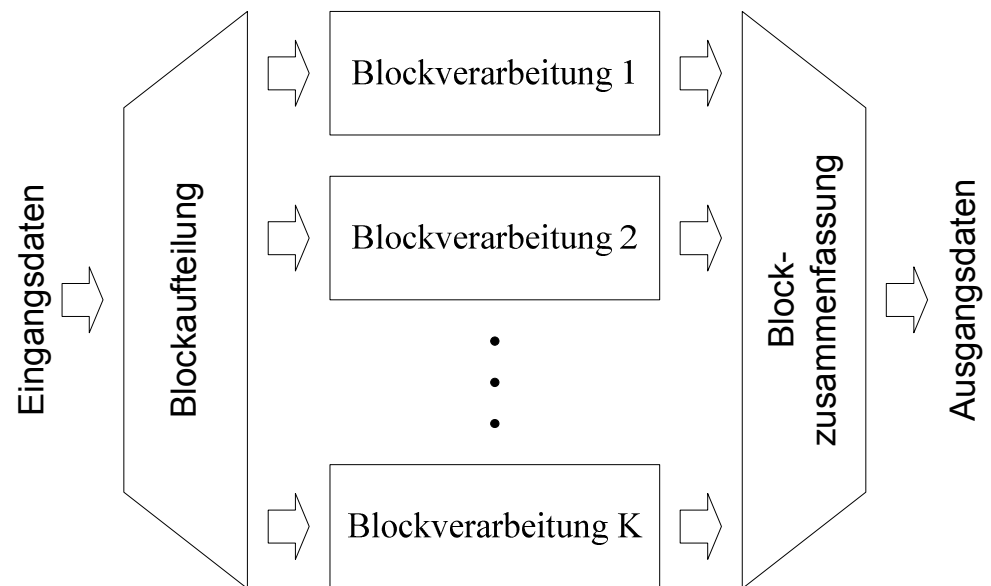 Eingangsdaten
Blockaufteilung
Blockverarbeitung 1
Blockverarbeitung 2
Blockverarbeitung K
Block-
zusammenfassung
Ausgangsdaten